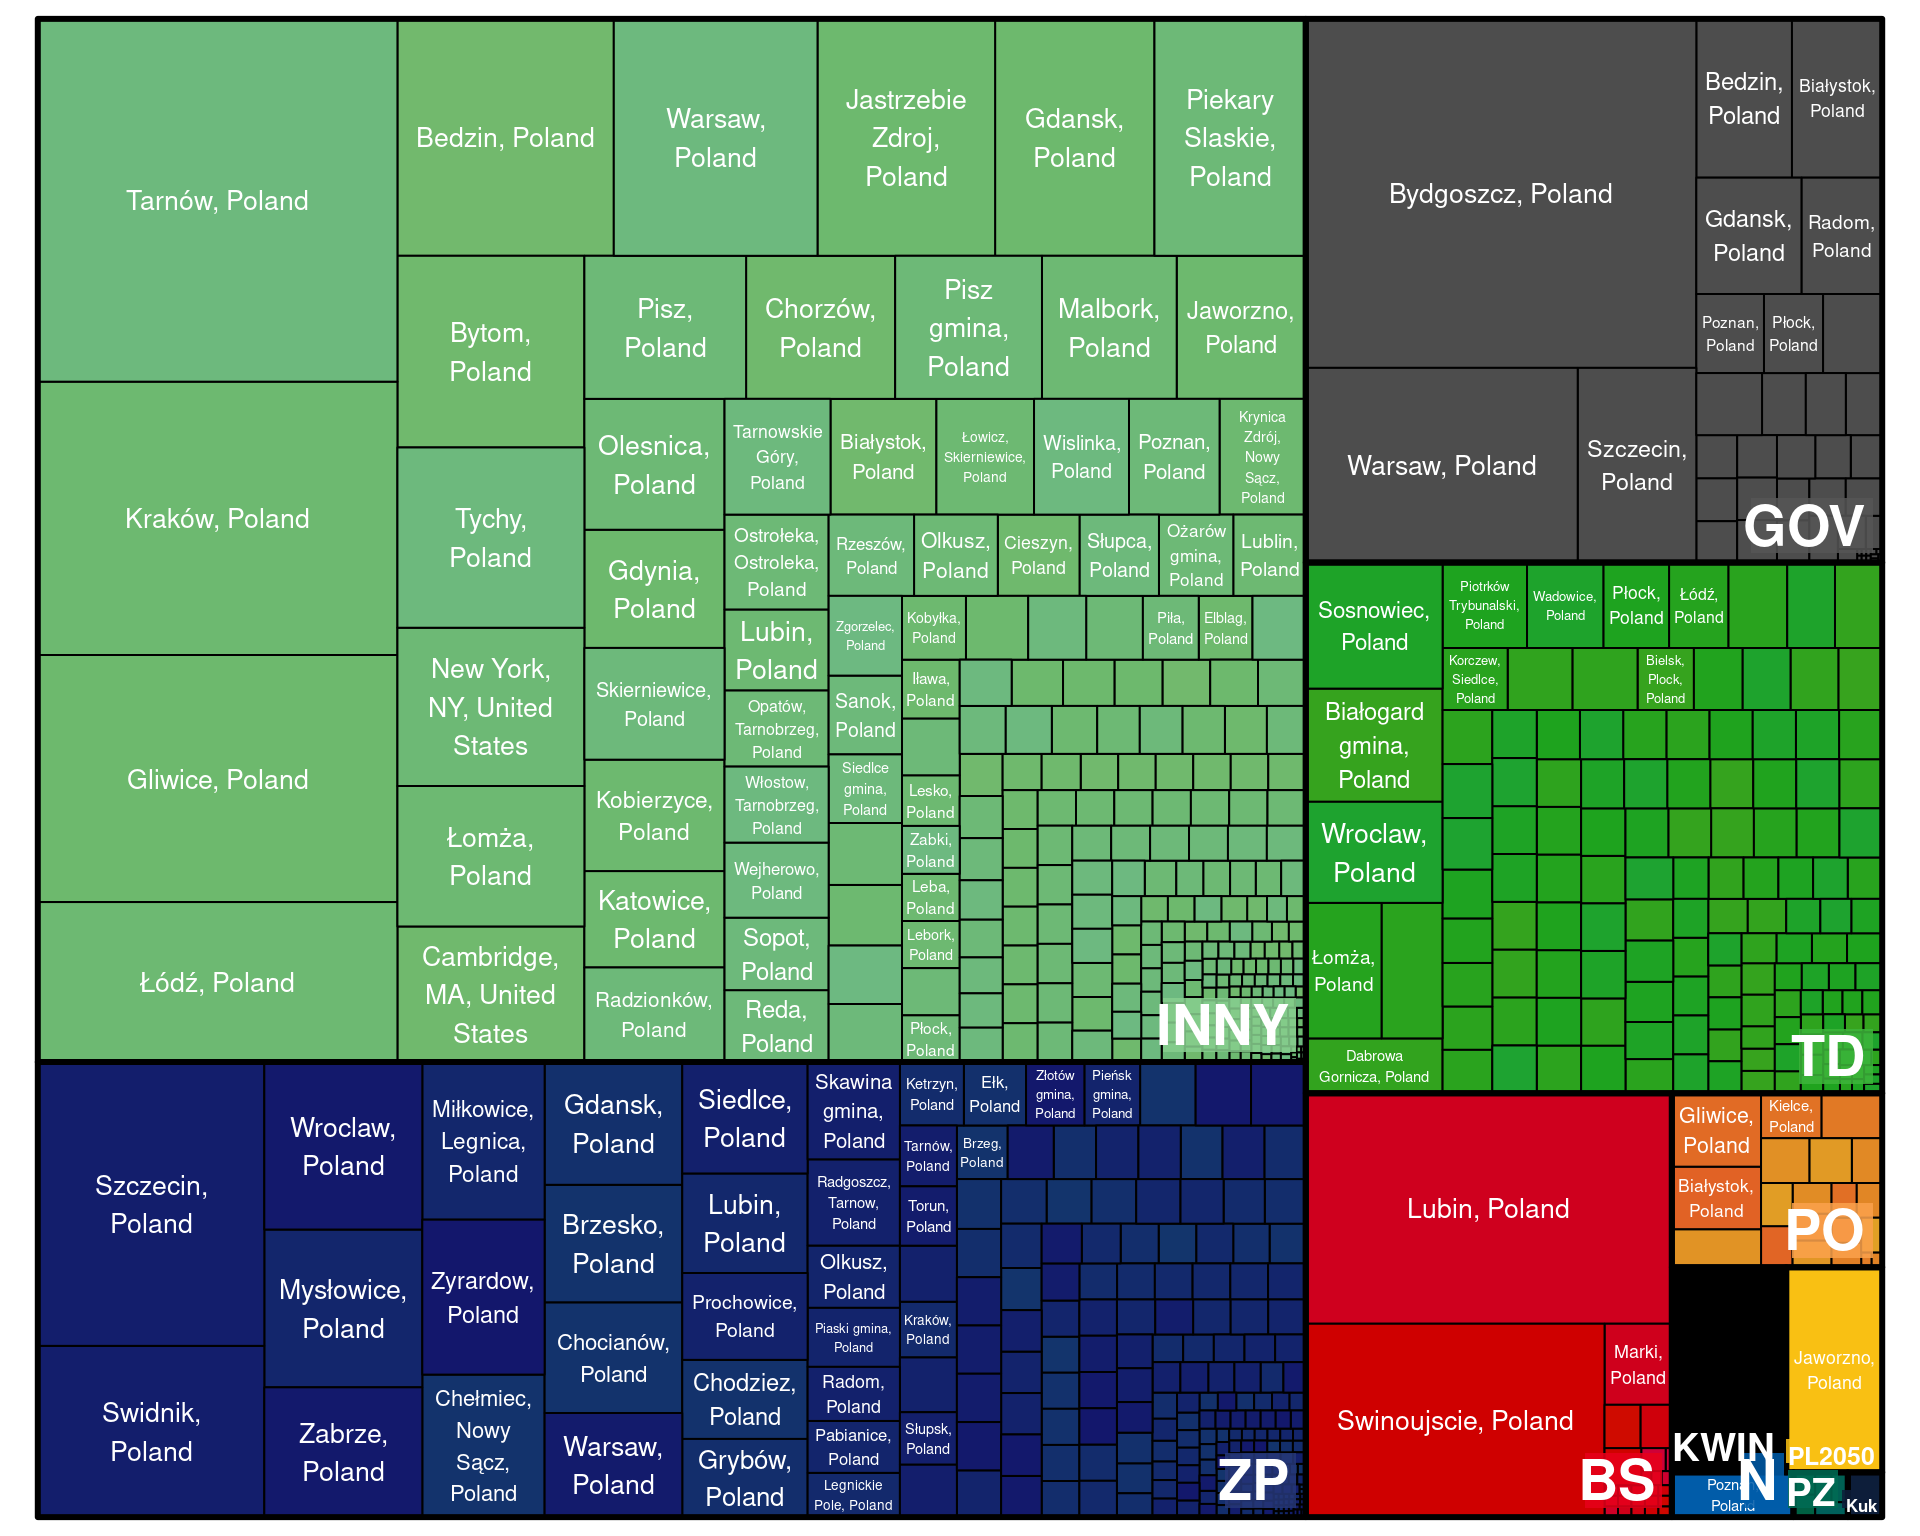 Tarnów, Poland
Kraków, Poland
Gliwice, Poland
Łódź, Poland
Bedzin, Poland
Warsaw,
Poland
Jastrzebie
Zdroj,
Poland
Gdansk,
Poland
Piekary
Slaskie,
Poland
Bytom,
Poland
Tychy,
Poland
New York,
NY, United
States
Łomża,
Poland
Cambridge,
MA, United
States
Pisz,
Poland
Chorzów,
Poland
Pisz
gmina,
Poland
Malbork,
Poland
Jaworzno,
Poland
Olesnica,
Poland
Gdynia,
Poland
Skierniewice,
Poland
Kobierzyce,
Poland
Katowice,
Poland
Radzionków,
Poland
Tarnowskie
Góry,
Poland
Białystok,
Poland
Łowicz,
Skierniewice,
Poland
Wislinka,
Poland
Poznan,
Poland
Krynica
Zdrój,
Nowy
Sącz,
Poland
Ostrołeka,
Ostroleka,
Poland
Lubin,
Poland
Opatów,
Tarnobrzeg,
Poland
Włostow,
Tarnobrzeg,
Poland
Wejherowo,
Poland
Sopot,
Poland
Reda,
Poland
Rzeszów,
Poland
Olkusz,
Poland
Cieszyn,
Poland
Słupca,
Poland
Ożarów
gmina,
Poland
Lublin,
Poland
Zgorzelec,
Poland
Sanok,
Poland
Siedlce
gmina,
Poland
Kobyłka,
Poland
Piła,
Poland
Elblag,
Poland
Iława,
Poland
Lesko,
Poland
Zabki,
Poland
Leba,
Poland
Lebork,
Poland
Płock,
Poland
INNY
Bydgoszcz, Poland
Warsaw, Poland
Szczecin,
Poland
Bedzin,
Poland
Białystok,
Poland
Gdansk,
Poland
Radom,
Poland
Poznan,
Poland
Płock,
Poland
GOV
Sosnowiec,
Poland
Białogard
gmina,
Poland
Wroclaw,
Poland
Łomża,
Poland
Dabrowa
Gornicza, Poland
Piotrków
Trybunalski,
Poland
Wadowice,
Poland
Płock,
Poland
Łódź,
Poland
Korczew,
Siedlce,
Poland
Bielsk,
Plock,
Poland
TD
Szczecin,
Poland
Swidnik,
Poland
Wroclaw,
Poland
Mysłowice,
Poland
Zabrze,
Poland
Miłkowice,
Legnica,
Poland
Zyrardow,
Poland
Chełmiec,
Nowy
Sącz,
Poland
Gdansk,
Poland
Brzesko,
Poland
Chocianów,
Poland
Warsaw,
Poland
Siedlce,
Poland
Lubin,
Poland
Prochowice,
Poland
Chodziez,
Poland
Grybów,
Poland
Skawina
gmina,
Poland
Radgoszcz,
Tarnow,
Poland
Olkusz,
Poland
Piaski gmina,
Poland
Radom,
Poland
Pabianice,
Poland
Legnickie
Pole, Poland
Ketrzyn,
Poland
Ełk,
Poland
Złotów
gmina,
Poland
Pieńsk
gmina,
Poland
Tarnów,
Poland
Brzeg,
Poland
Torun,
Poland
Kraków,
Poland
Słupsk,
Poland
ZP
Lubin, Poland
Swinoujscie, Poland
Marki,
Poland
BS
Gliwice,
Poland
Kielce,
Poland
Białystok,
Poland
PO
KWIN
Jaworzno,
Poland
PL2050
Poznan,
Poland
N
PZ
Kuk